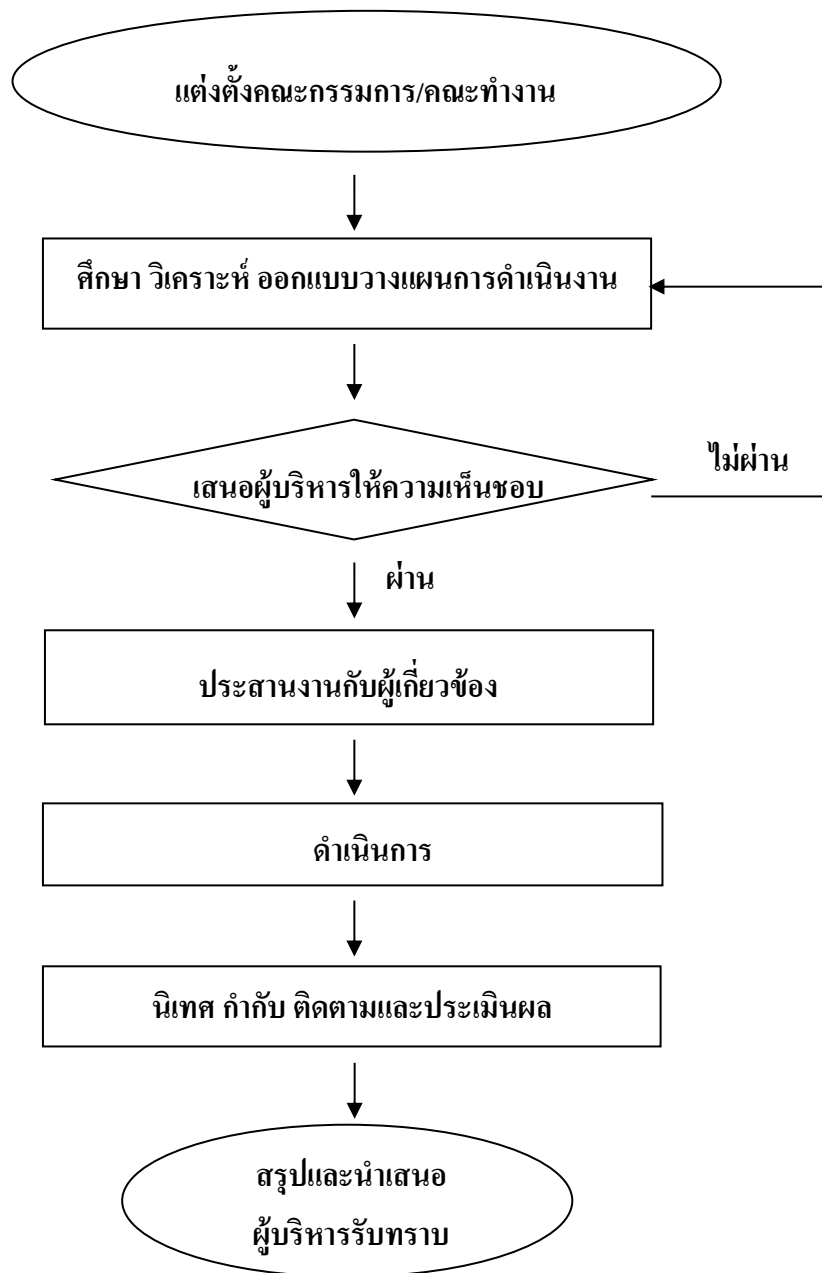 แต่งตั้งคณะกรรมการ/คณะทำงาน
ศึกษา วิเคราะห์ ออกแบบวางแผนการดำเนินงาน
เสนอผู้บริหารให้ความเห็นชอบ
ไม่ผ่าน
ผ่าน
ประสานงานกับผู้เกี่ยวข้อง
ดำเนินการ
นิเทศ กำกับ ติดตามและประเมินผล
สรุปและนำเสนอ
ผู้บริหารรับทราบ